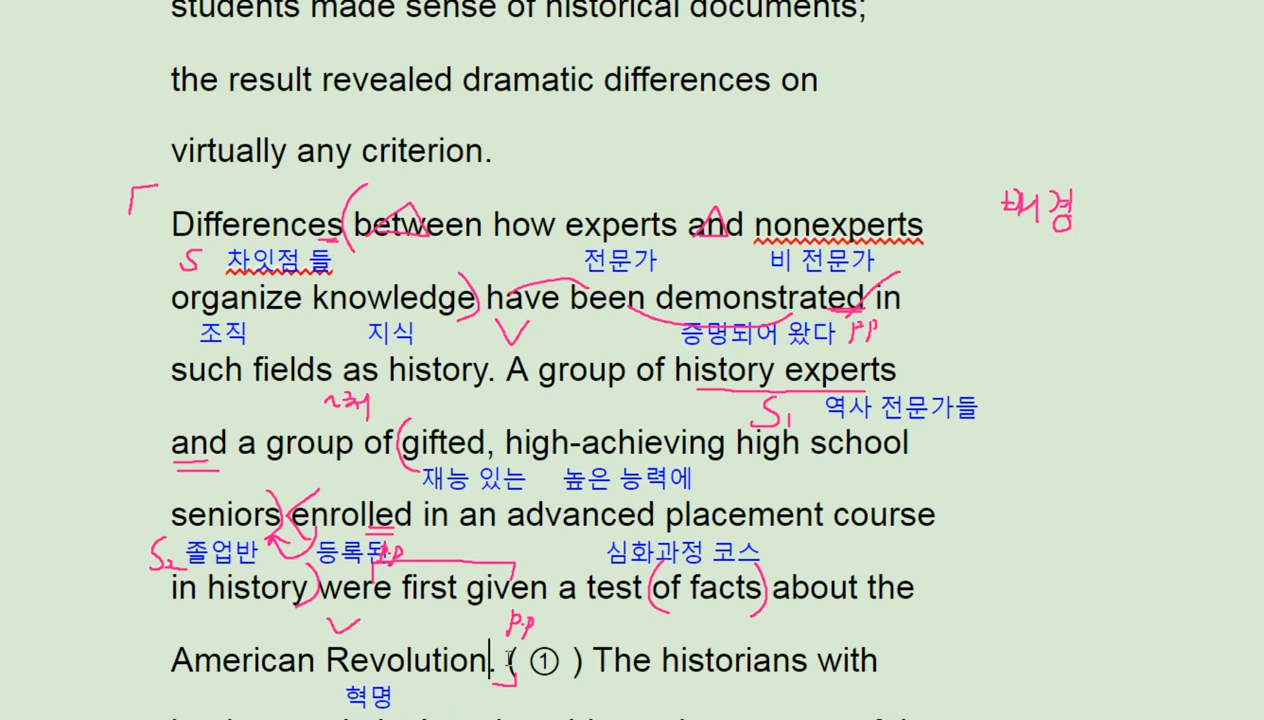 students made sense of historical documents;
the result revealed dramatic differences on
virtually any criterion.
Differences between how experts and nonexperts 배경
S 차잇점 들 전문가 비 전문가
organize knowledge have been demonstrated in
조직 지식 증명되어 왔다 PP
such fields as history. A group of history experts
S1 역사 전문가들
and a group of gifted, high-achieving high school
재능 있는 높은 능력에
seniors enrolled in an advanced placement course
S2 졸업반 등록된 p.p 심화과정 코스
in history were first given a test of facts about the
p.p
American Revolution. ( ① ) The historians with
혁명